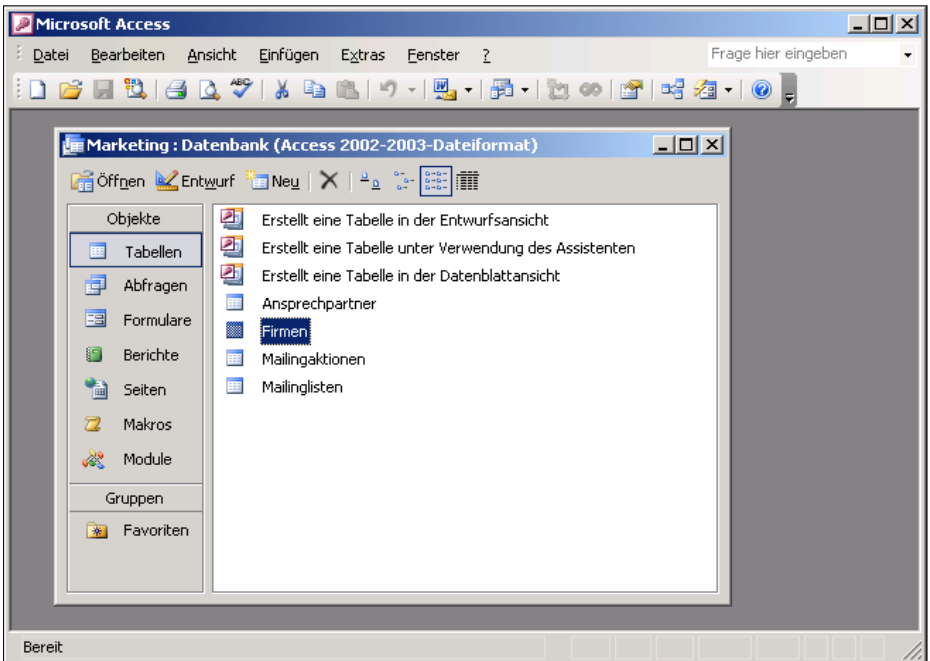 Microsoft Access
Datei Bearbeiten Ansicht Einfügen Extras Fenster ? Frage hier eingeben
Marketing : Datenbank (Access 2002-2003-Dateiformat)
Öffnen Entwurf Neu
Objekte
Tabellen
Abfragen
Formulare
Berichte
Seiten
Makros
Module
Gruppen
Favoriten
Erstellt eine Tabelle in der Entwurfsansicht
Erstellt eine Tabelle unter Verwendung des Assistenten
Erstellt eine Tabelle in der Datenblattansicht
Ansprechpartner
Firmen
Mailingaktionen
Mailinglisten
Bereit